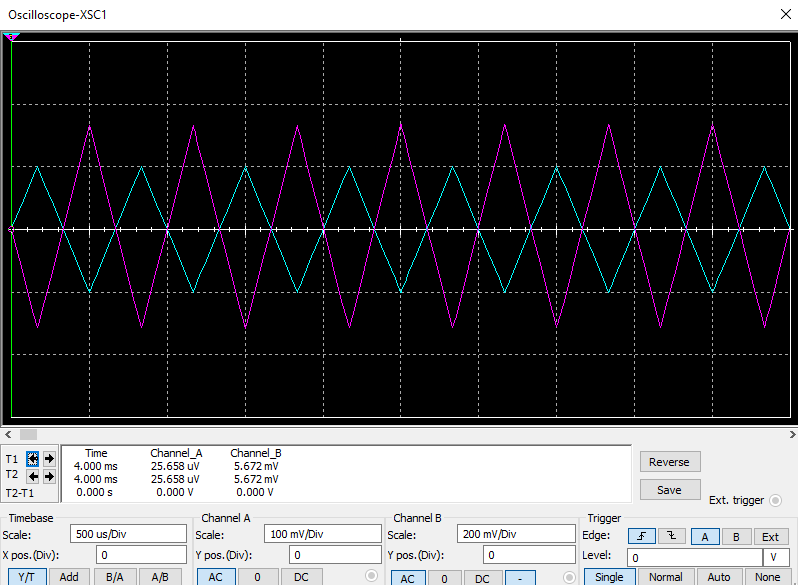 Oscilloscope-XSC1
T1
T2
T2-T1
Time Channel_A Channel_B
4.000 ms 25.658 uV 5.672 mV
4.000 ms 25.658 uV 5.672 mV
0.000 s 0.000 V 0.000 V
Reverse
Save
Ext. trigger
Timebase
Scale: 500 us/Div
X pos.(Div): 0
Y/T Add B/A A/B
Channel A
Scale: 100 mV/Div
Y pos.(Div): 0
AC 0 DC
Channel B
Scale: 200 mV/Div
Y pos.(Div): 0
AC 0 DC -
Trigger
Edge: A B Ext
Level: 0 V
Single Normal Auto None